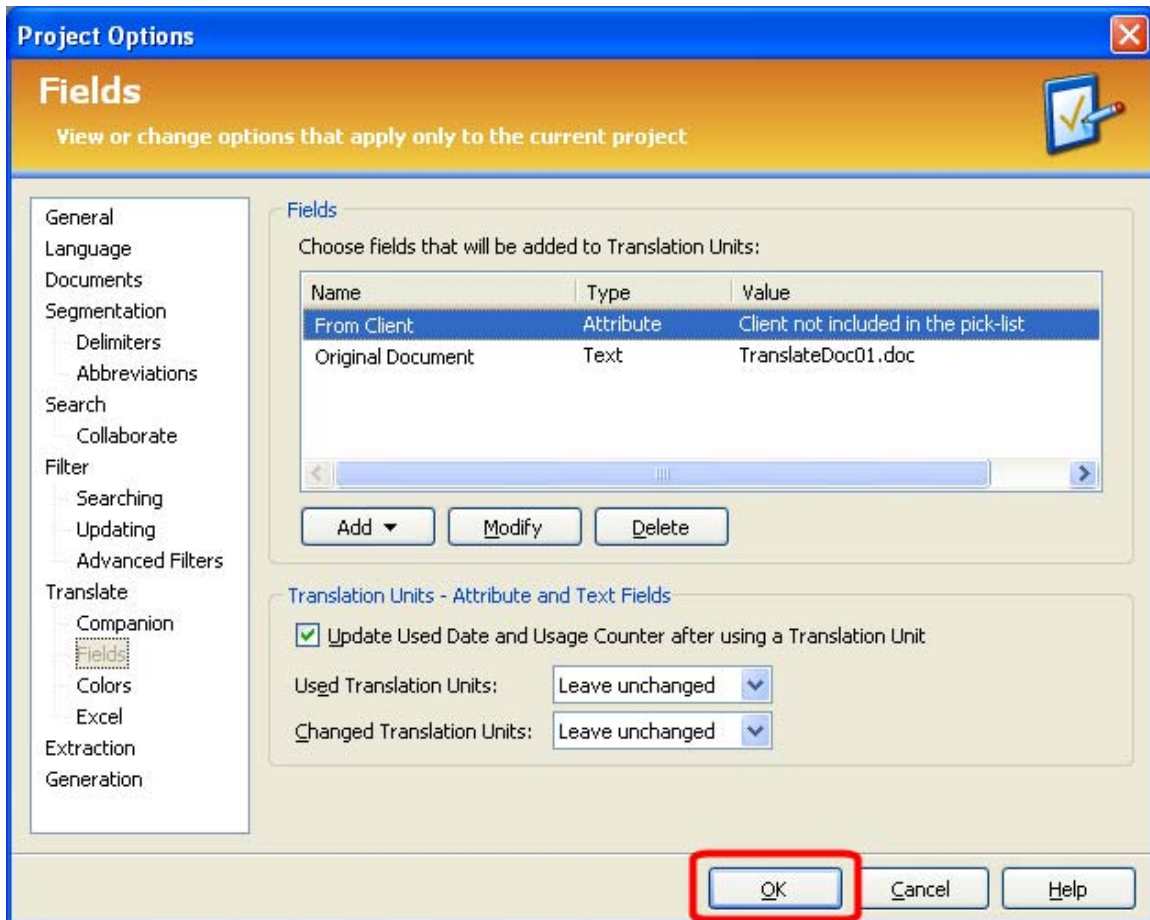 Project Options
Fields
View or change options that apply only to the current project
General
Language
Documents
Segmentation
Delimiters
Abbreviations
Search
Collaborate
Filter
Searching
Updating
Advanced Filters
Translate
Companion
Fields
Colors
Excel
Extraction
Generation
Fields
Choose fields that will be added to Translation Units:
Name Type Value
From Client Attribute Client not included in the pick-list
Original Document Text TranslateDoc01.doc
Add Modify Delete
Translation Units - Attribute and Text Fields
Update Used Date and Usage Counter after using a Translation Unit
Used Translation Units: Leave unchanged
Changed Translation Units: Leave unchanged
OK Cancel Help